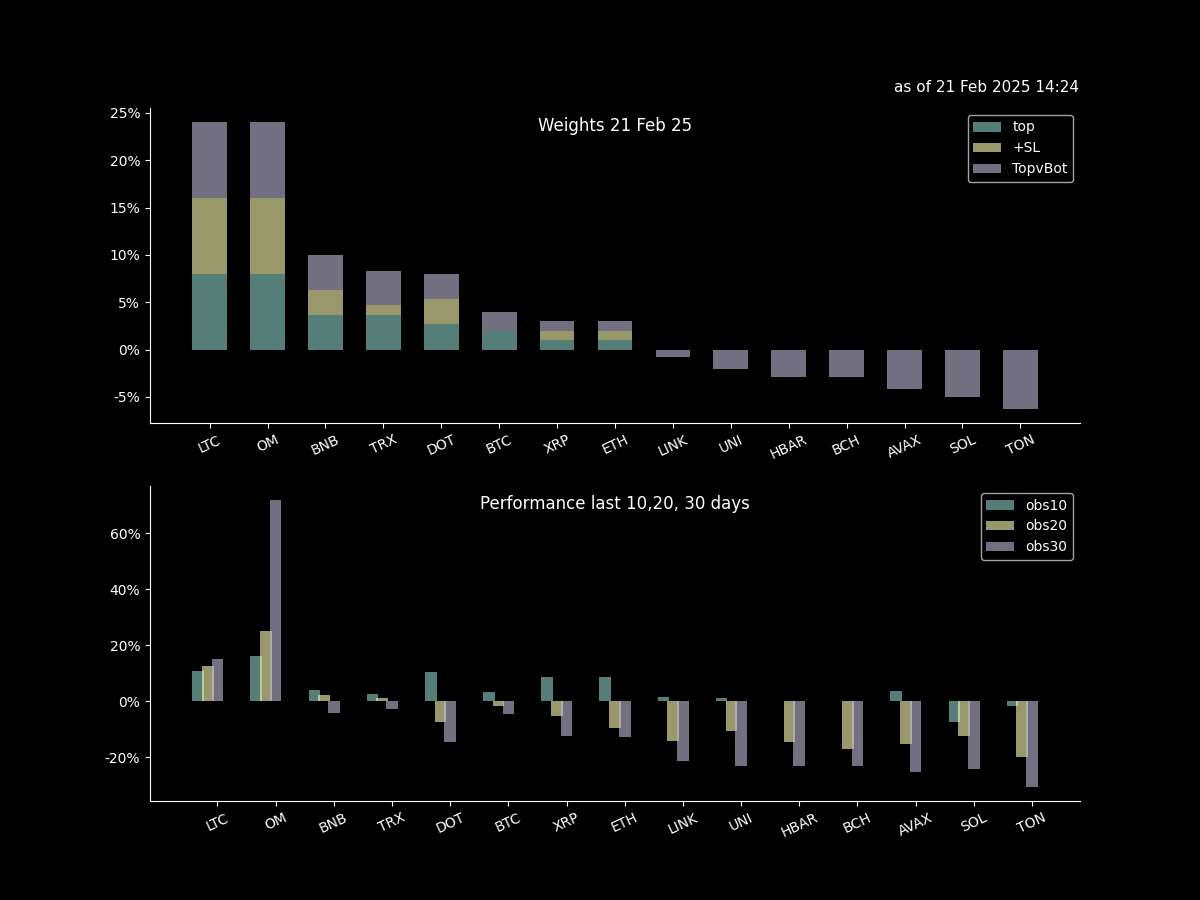 as of 21 Feb 2025 14:24
Weights 21 Feb 25
top
+SL
TopvBot
25%
20%
15%
10%
5%
0%
-5%
LTC OM BNB TRX DOT BTC XRP ETH LINK UNI HBAR BCH AVAX SOL TON
Performance last 10,20, 30 days
obs10
obs20
obs30
60%
40%
20%
0%
-20%
LTC OM BNB TRX DOT BTC XRP ETH LINK UNI HBAR BCH AVAX SOL TON